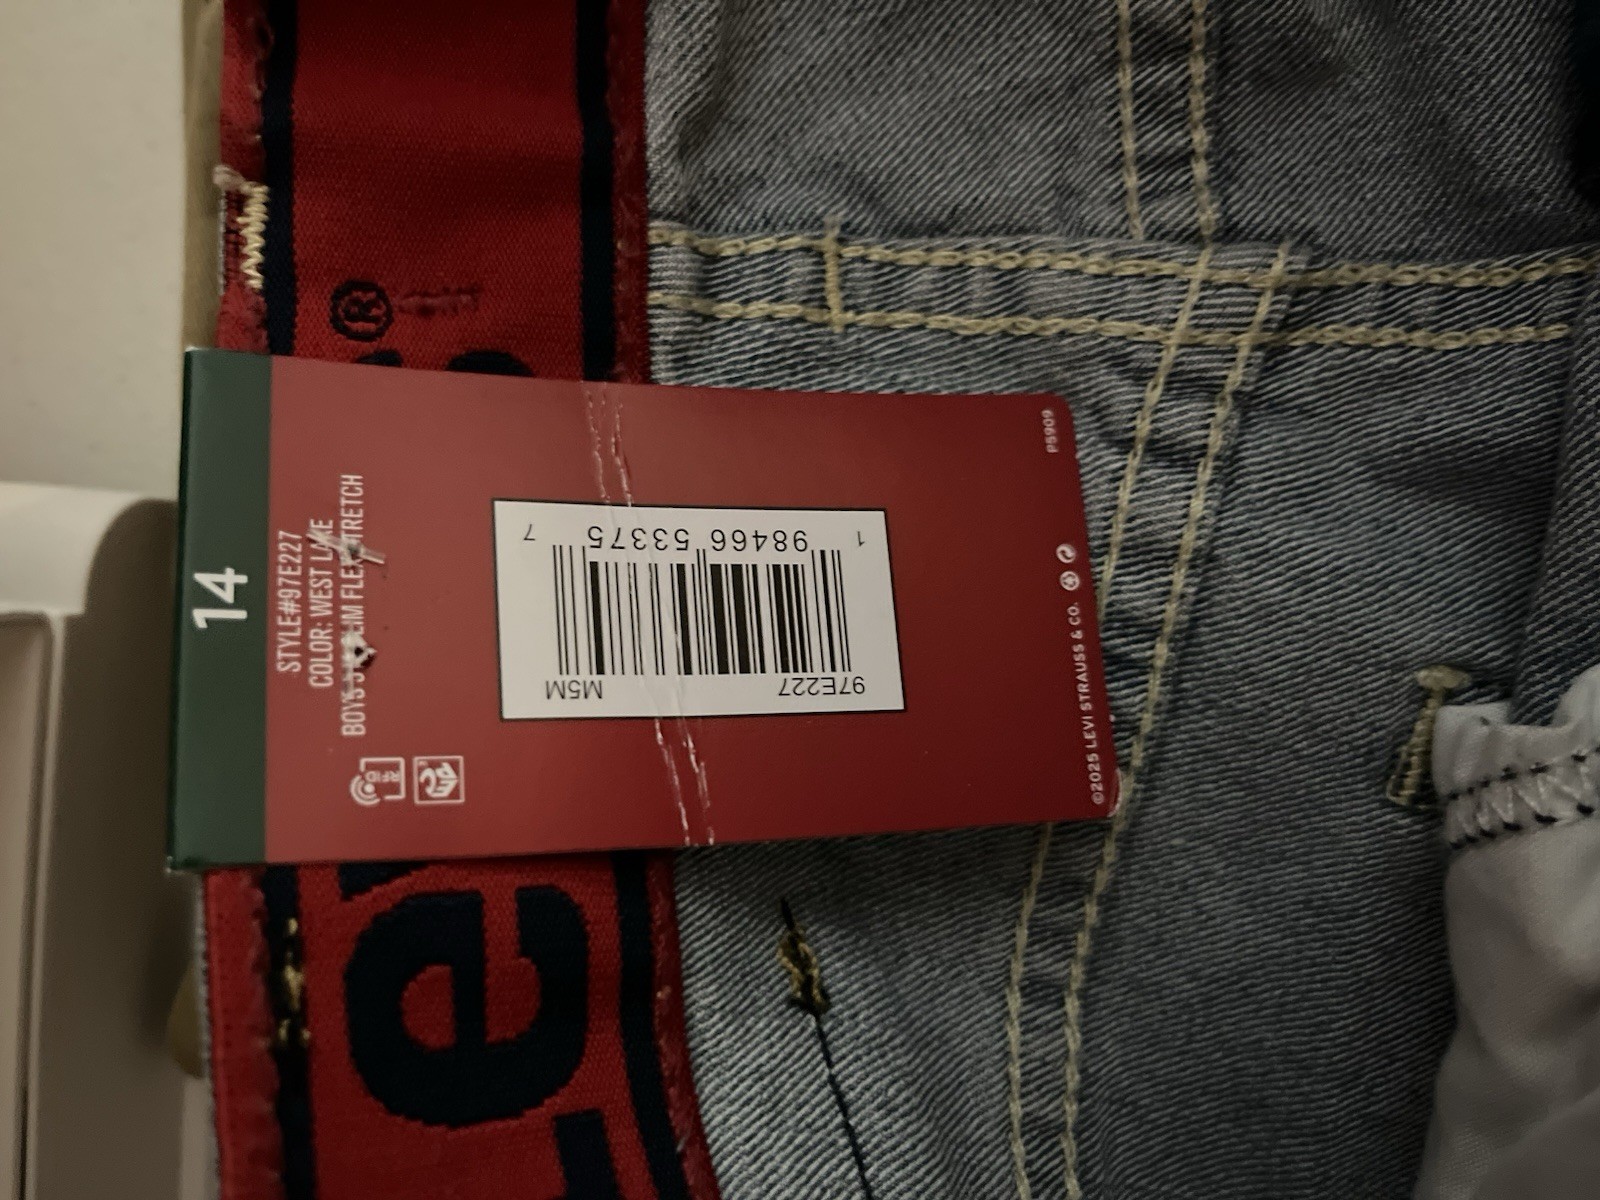 14
STYLE#97E227
COLOR: WEST LAKE
BOYS SLIM FLEX STRETCH
RFID
97E227 M5M
1 98466 53375 7
©2025 LEVI STRAUSS & CO.
P5909
®
e